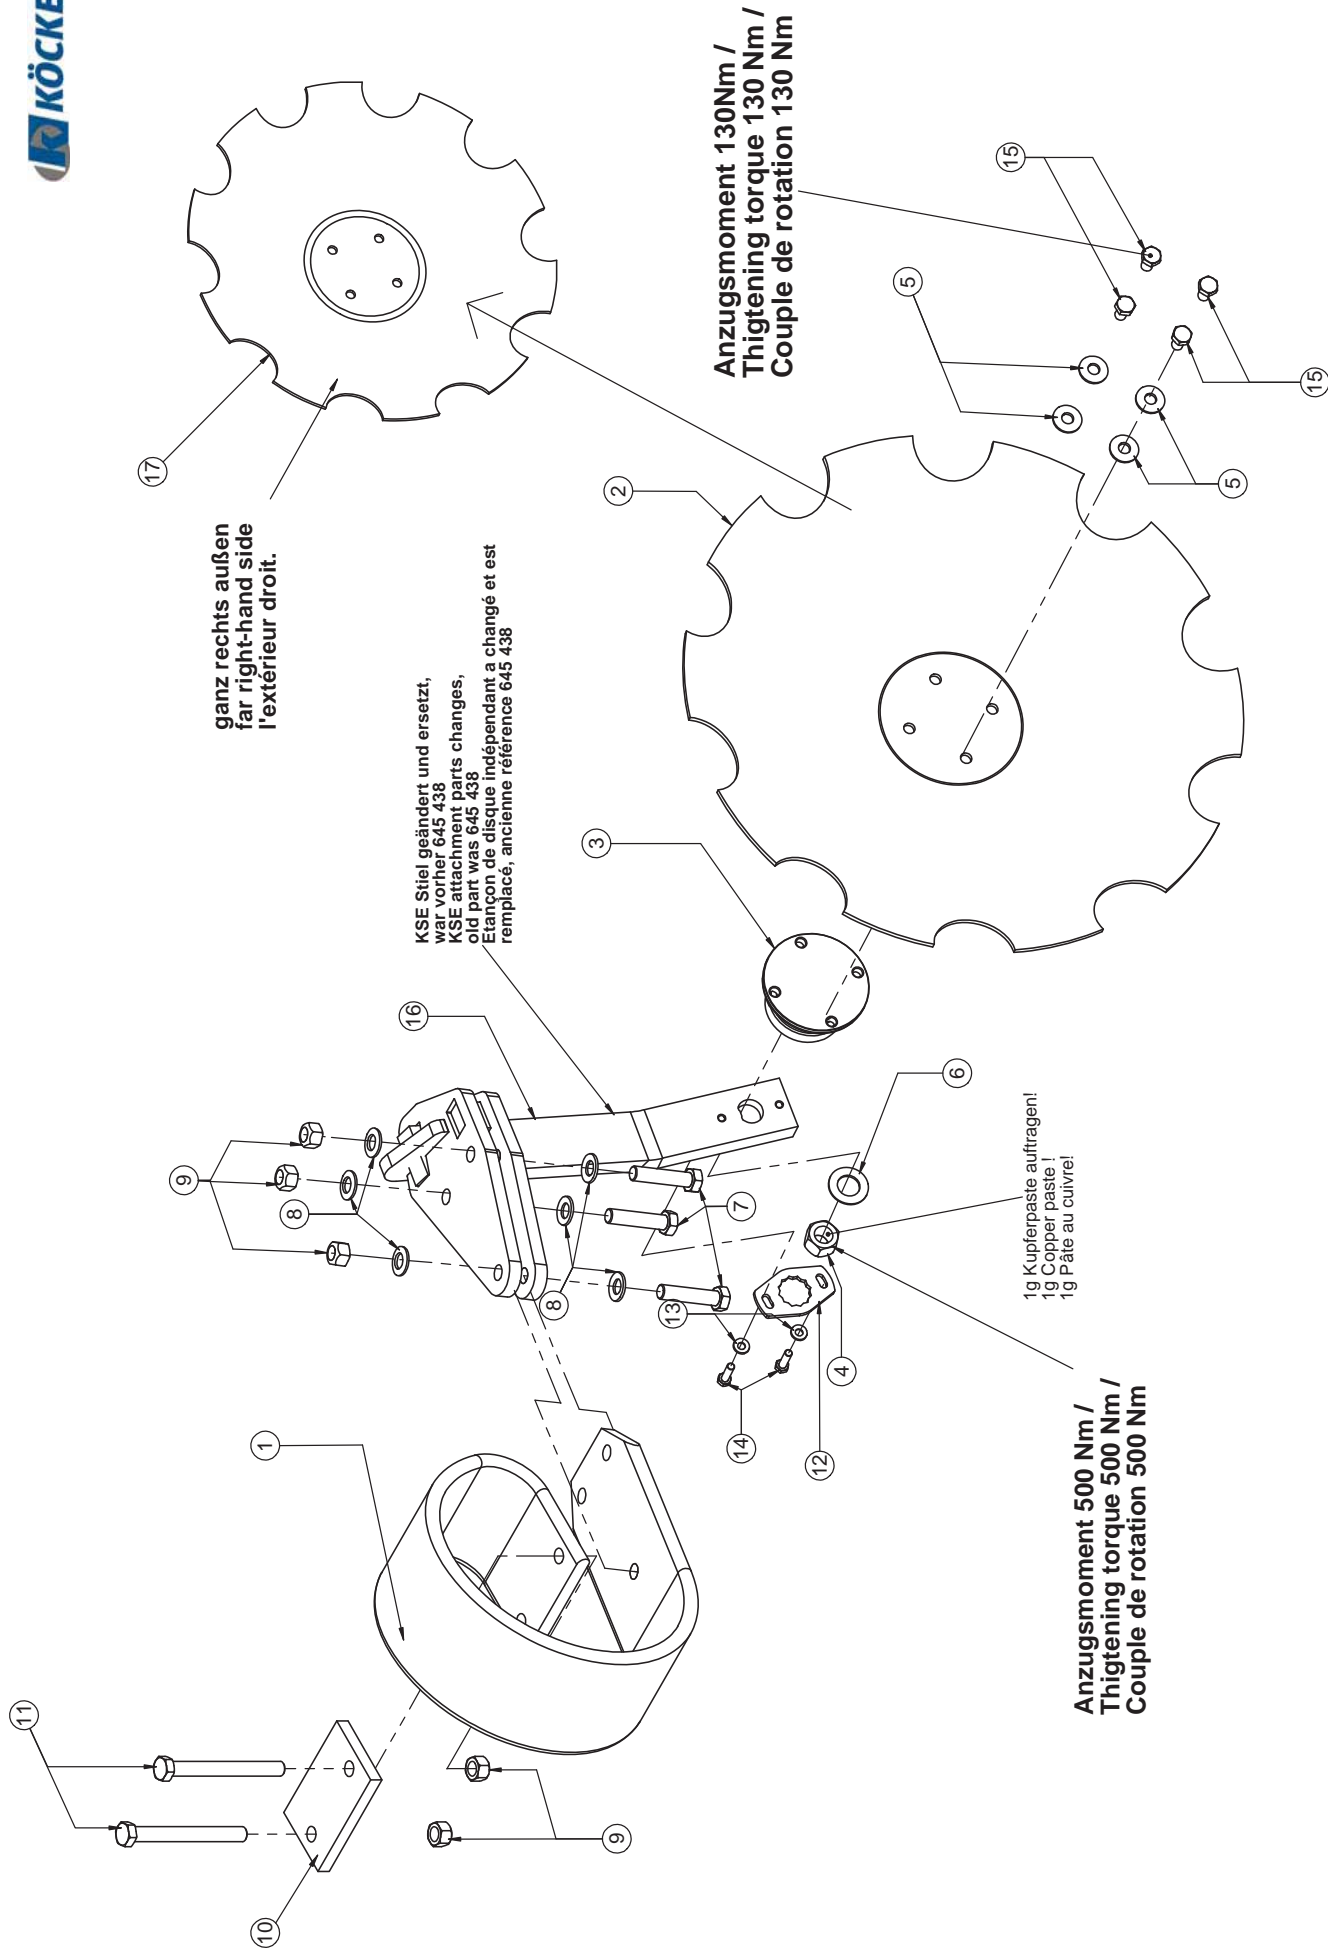 KÖCKE
17
ganz rechts außen
far right-hand side
l'extérieur droit.
Anzugsmoment 130Nm /
Thigtening torque 130 Nm /
Couple de rotation 130 Nm
15
5
15
5
2
KSE Stiel geändert und ersetzt,
war vorher 645 438
KSE attachment parts changes,
old part was 645 438
Etançon de disque indépendant a changé et est
remplacé, ancienne référence 645 438
3
16
9
8
6
7
8
13
1g Kupferpaste auftragen!
1g Copper paste !
1g Pâte au cuivre!
4
14
12
1
Anzugsmoment 500 Nm /
Thigtening torque 500 Nm /
Couple de rotation 500 Nm
11
9
10